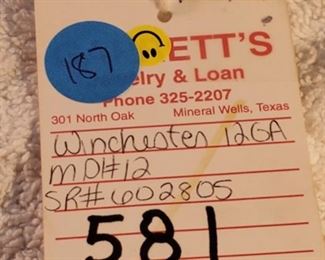 187
ETT'S
elry & Loan
Phone 325-2207
301 North Oak Mineral Wells, Texas
Winchester 12GA
MDl#12
SR#602805
581